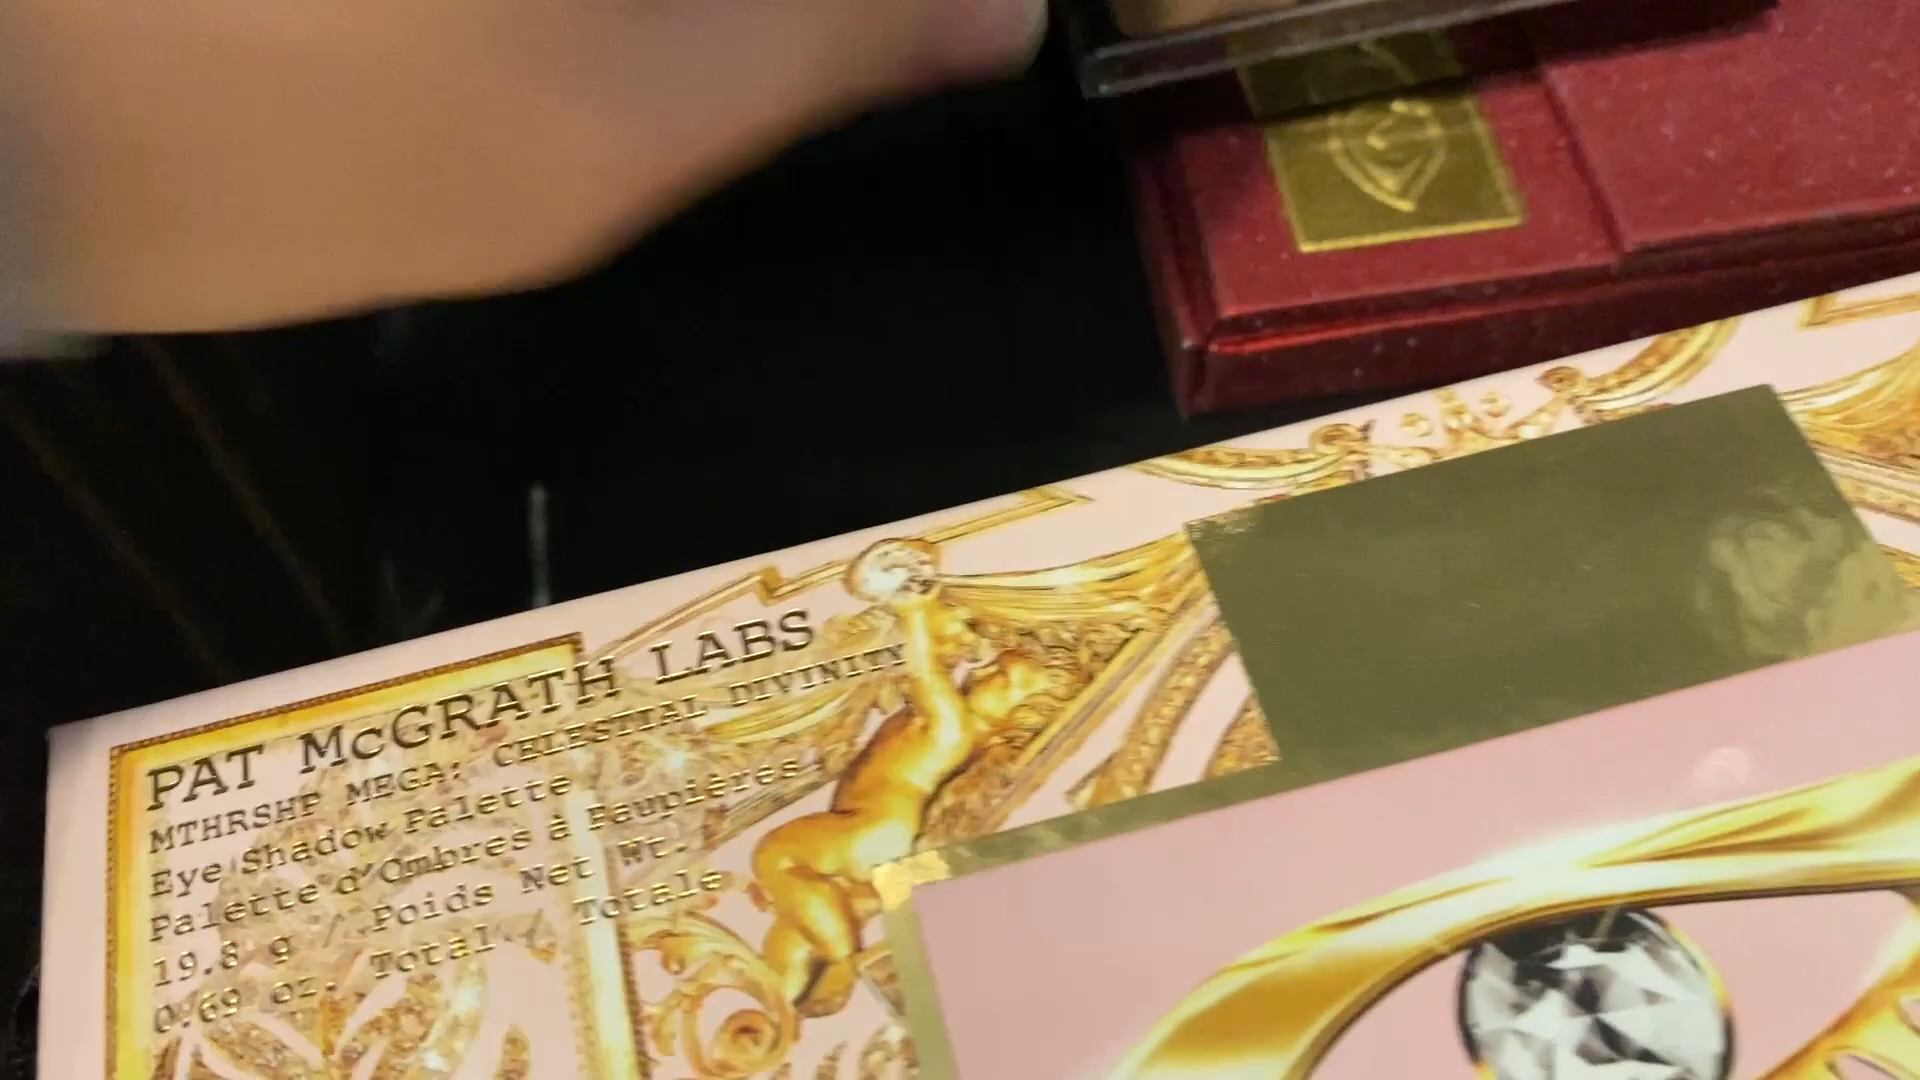 PAT McGRATH LABS
MTHRSHP MEGA: CELESTIAL DIVINITY
Eye Shadow Palette
Palette d'Ombres à Paupières
19.8 g / Poids Net Wt.
0.69 oz. Total / Totale